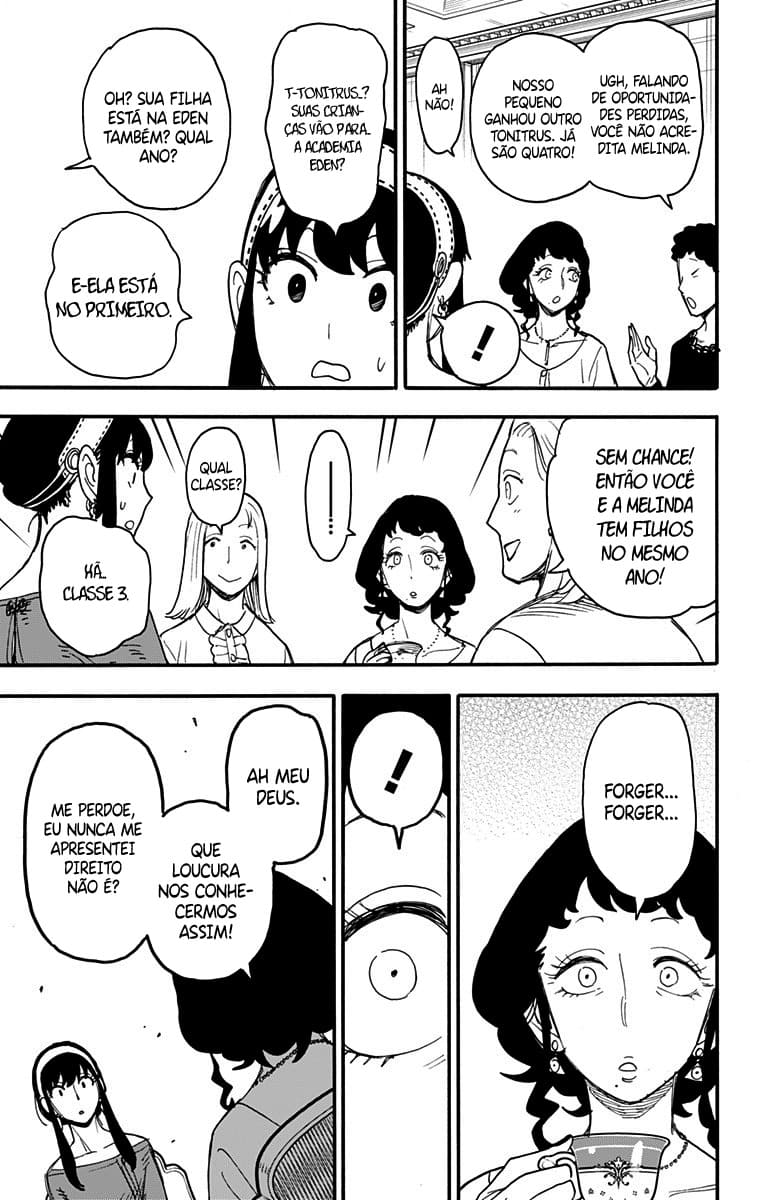 UGH, FALANDO
DE OPORTUNIDA-
DES PERDIDAS,
VOCÊ NÃO ACRE-
DITA MELINDA.
NOSSO
PEQUENO
GANHOU OUTRO
TONITRUS. JÁ
SÃO QUATRO!
AH
NÃO!
!
T-TONITRUS..?
SUAS CRIAN-
ÇAS VÃO PARA..
A ACADEMIA
EDEN?
OH? SUA FILHA
ESTÁ NA EDEN
TAMBÉM? QUAL
ANO?
E-ELA ESTÁ
NO PRIMEIRO.
SEM CHANCE!
ENTÃO VOCÊ
E A MELINDA
TEM FILHOS
NO MESMO
ANO!
QUAL
CLASSE?
HÃ..
CLASSE 3.
FORGER...
FORGER...
!
AH MEU
DEUS.
QUE
LOUCURA
NOS CONHE-
CERMOS
ASSIM!
ME PERDOE,
EU NUNCA ME
APRESENTEI
DIREITO
NÃO É?